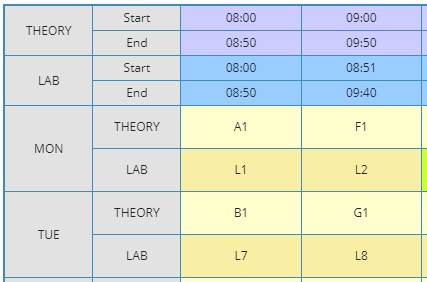 THEORY Start 08:00 09:00
End 08:50 09:50
LAB Start 08:00 08:51
End 08:50 09:40
MON THEORY A1 F1
LAB L1 L2
TUE THEORY B1 G1
LAB L7 L8